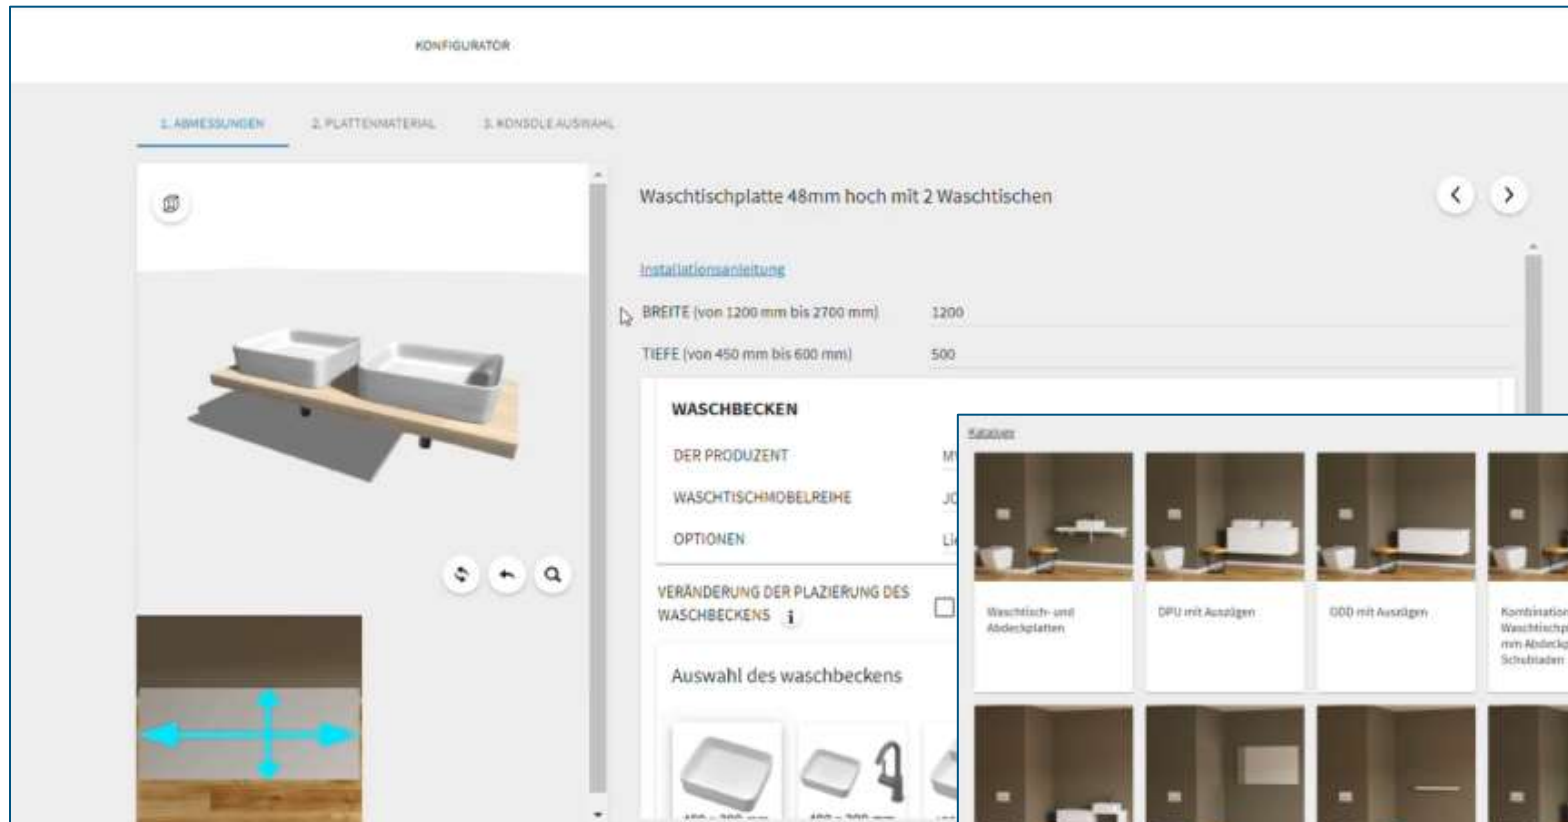 KONFIGURATOR
1. ABMESSUNGEN
2. PLATTENMATERIAL
3. KONSOLE AUSWAHL
Waschtischplatte 48mm hoch mit 2 Waschtischen
Installationsanleitung
BREITE (von 1200 mm bis 2700 mm) 1200
TIEFE (von 450 mm bis 600 mm) 500
WASCHBECKEN
DER PRODUZENT
WASCHTISCHMOBELREIHE
OPTIONEN
VERÄNDERUNG DER PLAZIERUNG DES
WASCHBECKENS i
Auswahl des waschbeckens
Kataloge
Waschtisch- und
Abdeckplatten
DPU mit Auszügen
ODD mit Auszügen
Kombination
Schubladen